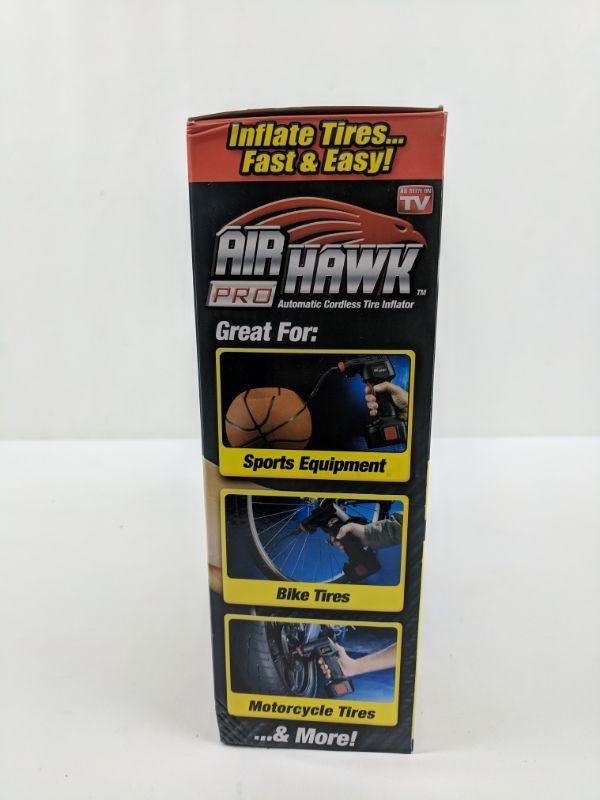 Inflate Tires...
Fast & Easy!
AS SEEN ON
TV
AIR HAWK
PRO
TM
Automatic Cordless Tire Inflator
Great For:
Sports Equipment
Bike Tires
Motorcycle Tires
...& More!